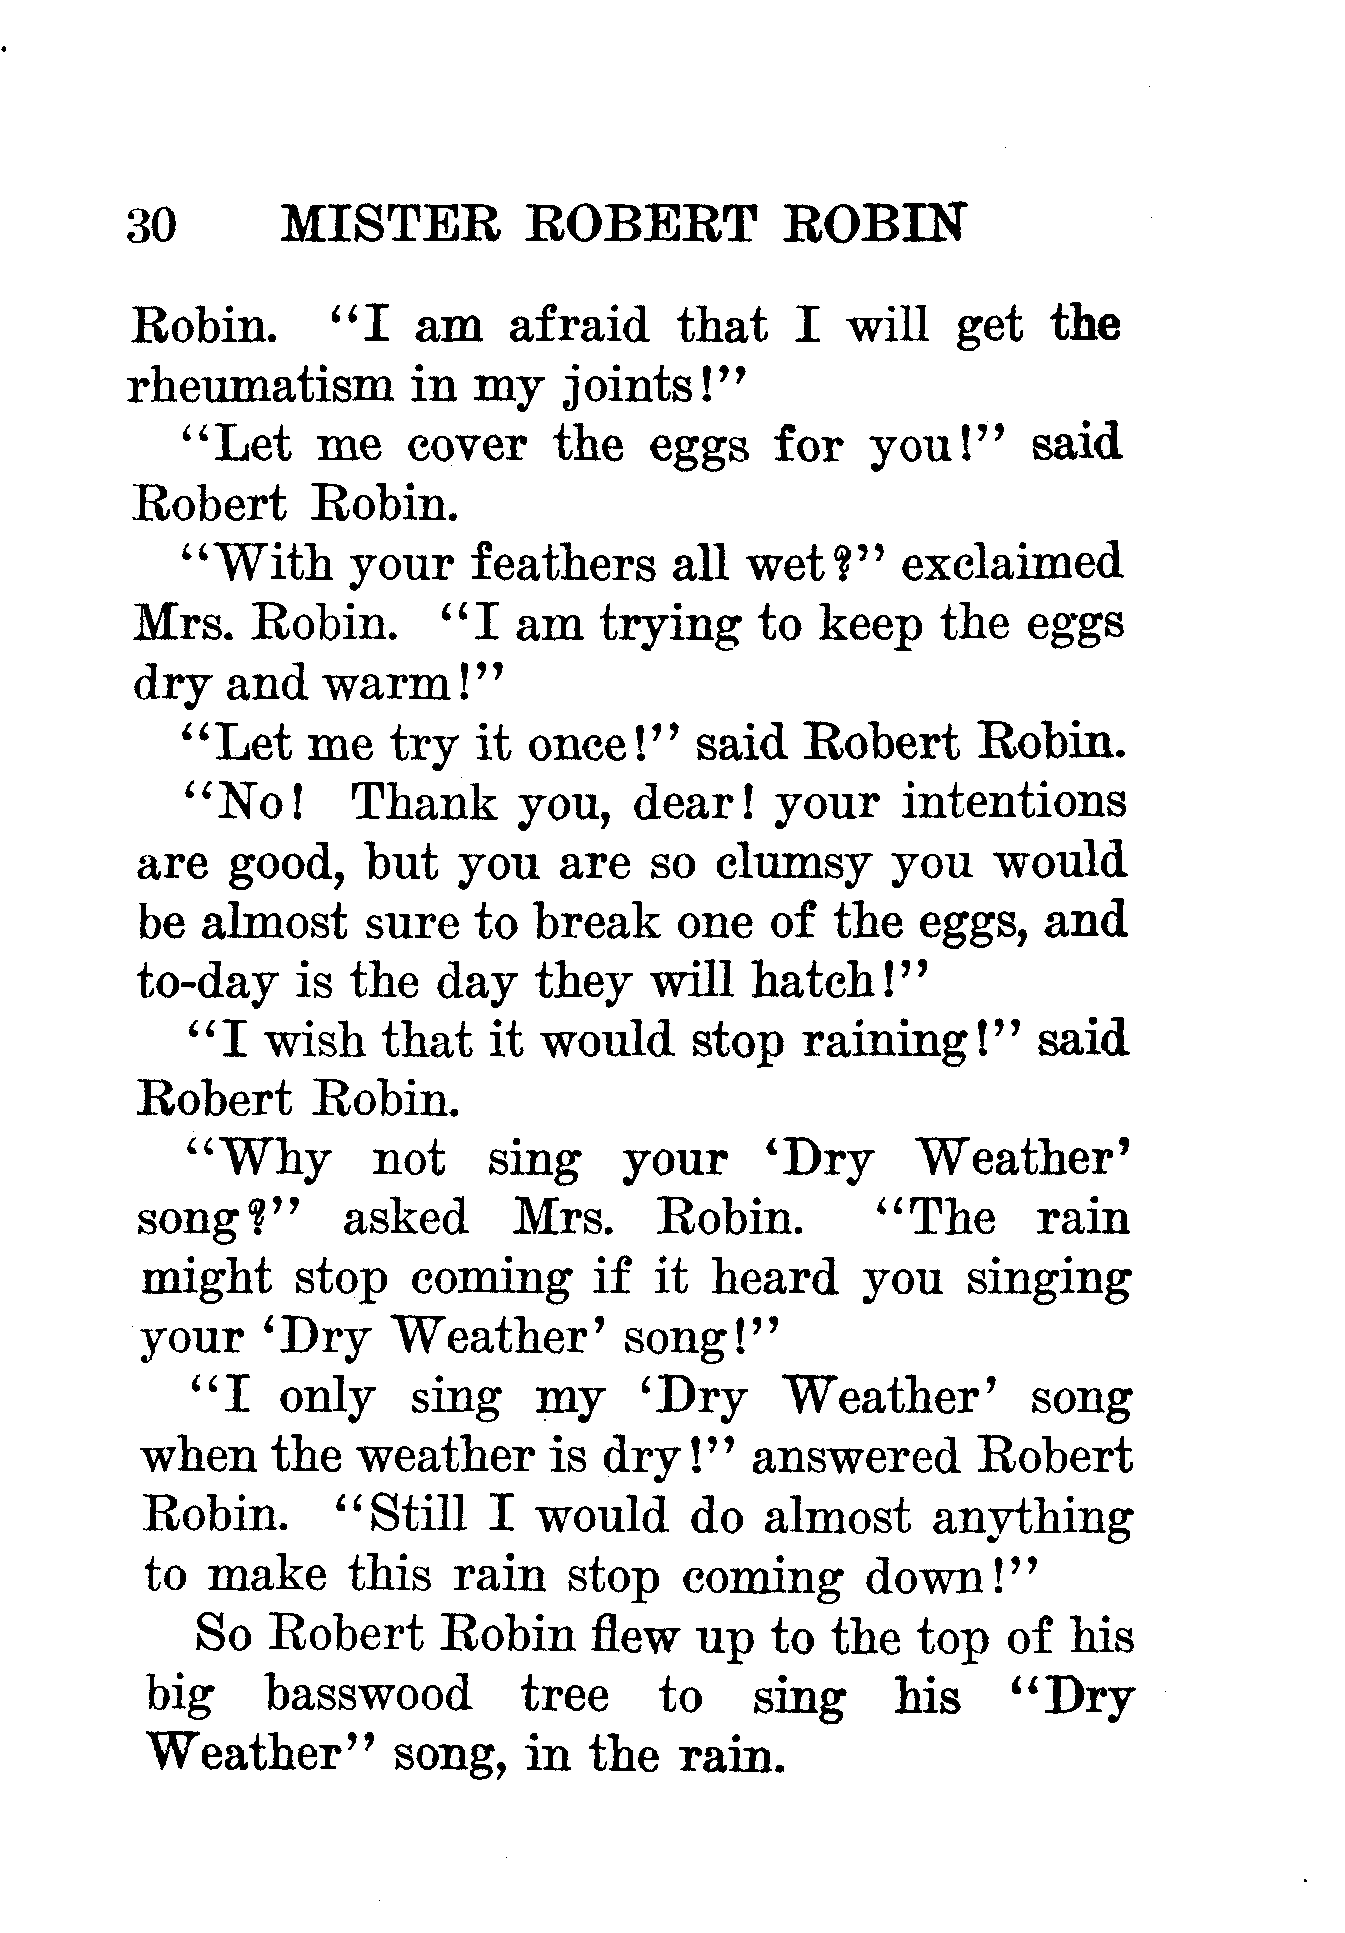 30 MISTER ROBERT ROBIN
Robin. "I am afraid that I will get the
rheumatism in my joints!"
"Let me cover the eggs for you!" said
Robert Robin.
"With your feathers all wet?" exclaimed
Mrs. Robin. "I am trying to keep the eggs
dry and warm!"
"Let me try it once!" said Robert Robin.
"No! Thank you, dear! your intentions
are good, but you are so clumsy you would
be almost sure to break one of the eggs, and
to-day is the day they will hatch!"
"I wish that it would stop raining!" said
Robert Robin.
"Why not sing your 'Dry Weather'
song?" asked Mrs. Robin. "The rain
might stop coming if it heard you singing
your 'Dry Weather' song!"
"I only sing my 'Dry Weather' song
when the weather is dry!" answered Robert
Robin. "Still I would do almost anything
to make this rain stop coming down!"
So Robert Robin flew up to the top of his
big basswood tree to sing his "Dry
Weather" song, in the rain.